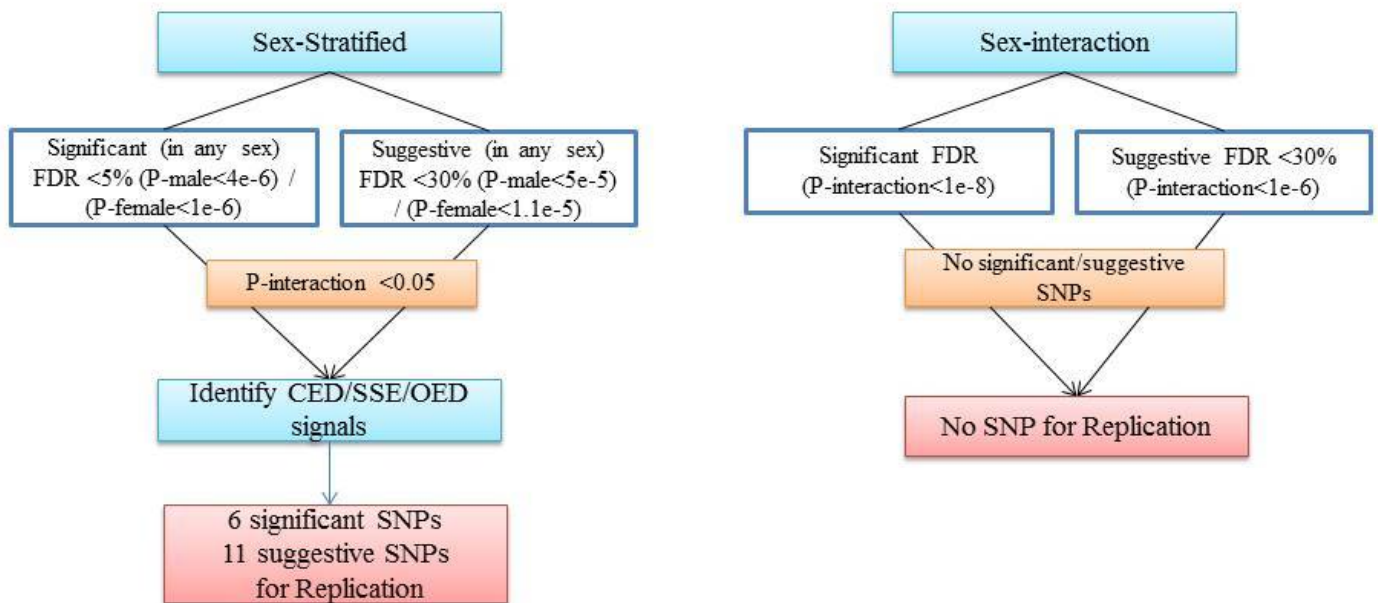 Sex-Stratified
Significant (in any sex)
FDR <5% (P-male<4e-6) /
(P-female<1e-6)
Suggestive (in any sex)
FDR <30% (P-male<5e-5)
/ (P-female<1.1e-5)
P-interaction <0.05
Identify CED/SSE/OED
signals
6 significant SNPs
11 suggestive SNPs
for Replication
Sex-interaction
Significant FDR
(P-interaction<1e-8)
Suggestive FDR <30%
(P-interaction<1e-6)
No significant/suggestive
SNPs
No SNP for Replication